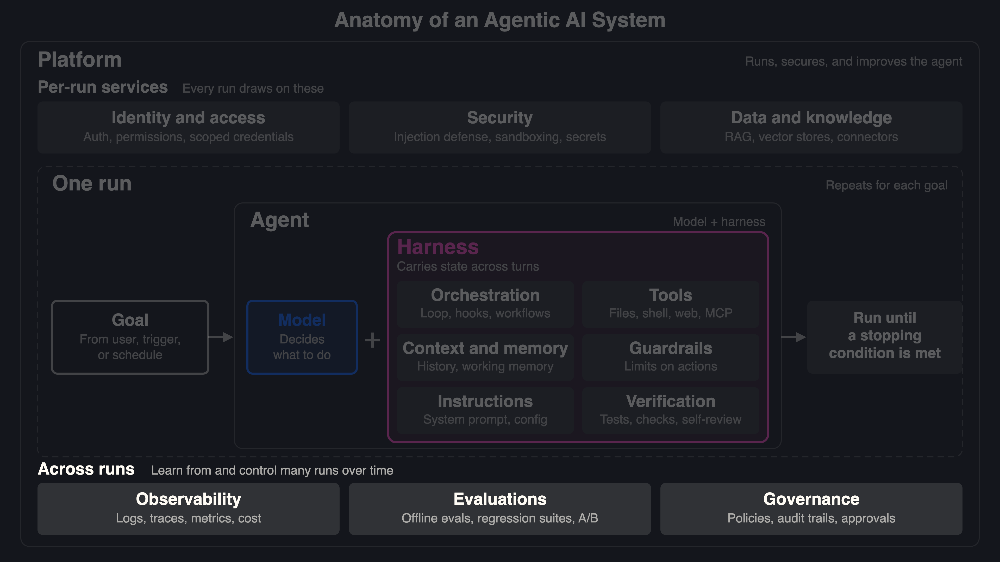 Anatomy of an Agentic AI System
Platform
Runs, secures, and improves the agent
Per-run services
Every run draws on these
Identity and access
Auth, permissions, scoped credentials
Security
Injection defense, sandboxing, secrets
Data and knowledge
RAG, vector stores, connectors
One run
Repeats for each goal
Goal
From user, trigger,
or schedule
Agent
Model + harness
Model
Decides
what to do
+
Harness
Carries state across turns
Orchestration
Loop, hooks, workflows
Tools
Files, shell, web, MCP
Context and memory
History, working memory
Guardrails
Limits on actions
Instructions
System prompt, config
Verification
Tests, checks, self-review
Run until
a stopping
condition is met
Across runs
Learn from and control many runs over time
Observability
Logs, traces, metrics, cost
Evaluations
Offline evals, regression suites, A/B
Governance
Policies, audit trails, approvals